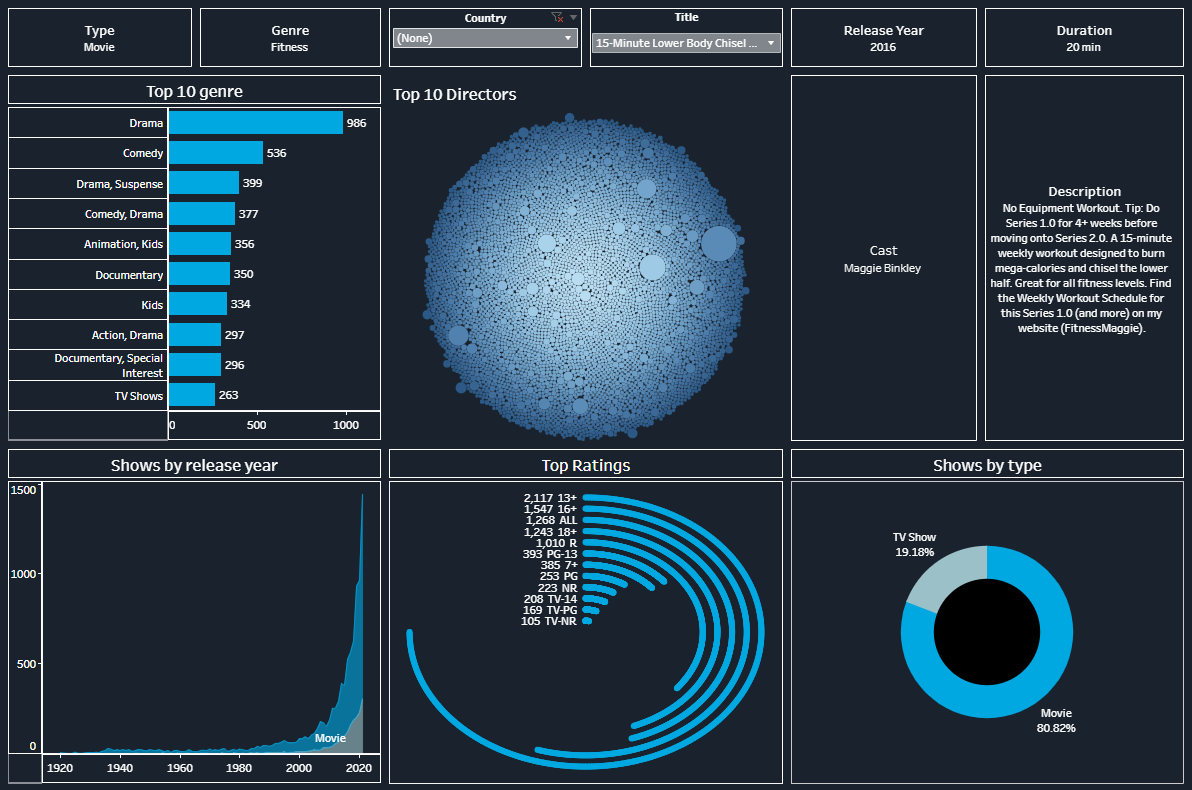 Type
Movie
Genre
Fitness
Country
(None)
Title
15-Minute Lower Body Chisel ...
Release Year
2016
Duration
20 min
Top 10 genre
Drama
986
Comedy
536
Drama, Suspense
399
Comedy, Drama
377
Animation, Kids
356
Documentary
350
Kids
334
Action, Drama
297
Documentary, Special
Interest
296
TV Shows
263
0
500
1000
Top 10 Directors
Cast
Maggie Binkley
Description
No Equipment Workout. Tip: Do
Series 1.0 for 4+ weeks before
moving onto Series 2.0. A 15-minute
weekly workout designed to burn
mega-calories and chisel the lower
half. Great for all fitness levels. Find
the Weekly Workout Schedule for
this Series 1.0 (and more) on my
website (FitnessMaggie).
Shows by release year
1500
1000
500
0
Movie
1920
1940
1960
1980
2000
2020
Top Ratings
2,117 13+
1,547 16+
1,268 ALL
1,243 18+
1,010 R
393 PG-13
385 7+
253 PG
223 NR
208 TV-14
169 TV-PG
105 TV-NR
Shows by type
TV Show
19.18%
Movie
80.82%